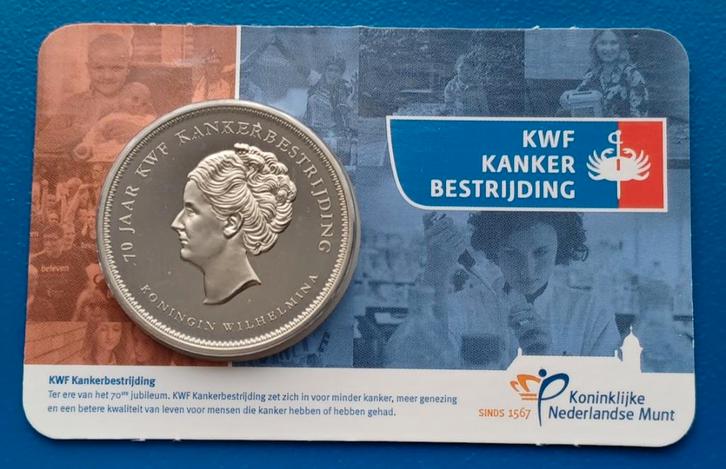 70 JAAR KWF KANKERBESTRIJDING
KONINGIN WILHELMINA
KWF
KANKER
BESTRIJDING
beleven
KWF Kankerbestrijding
Ter ere van het 70ste jubileum. KWF Kankerbestrijding zet zich in voor minder kanker, meer genezing
en een betere kwaliteit van leven voor mensen die kanker hebben of hebben gehad.
SINDS 1567
Koninklijke
Nederlandse Munt